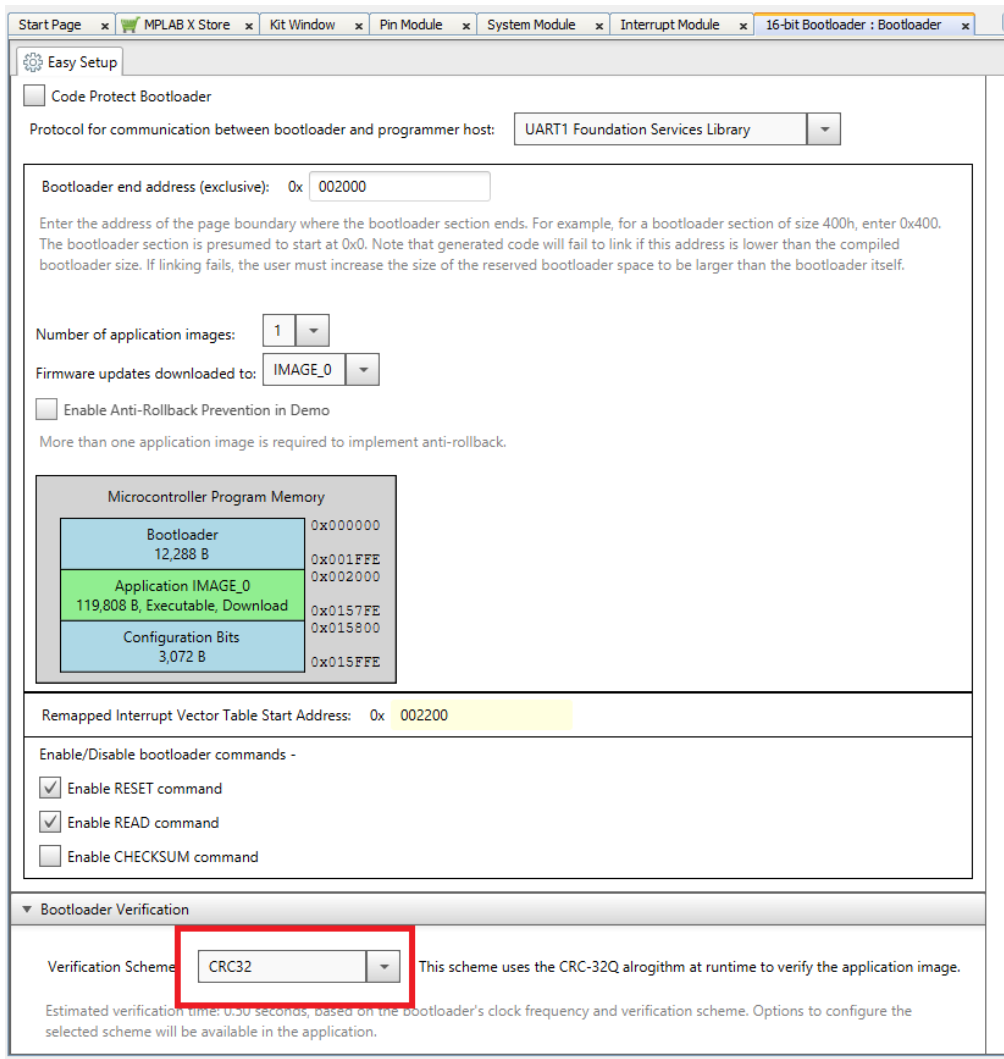 Start Page x MPLAB X Store x Kit Window x Pin Module x System Module x Interrupt Module x 16-bit Bootloader : Bootloader x
Easy Setup
Code Protect Bootloader
Protocol for communication between bootloader and programmer host: UART1 Foundation Services Library
Bootloader end address (exclusive): 0x 002000
Enter the address of the page boundary where the bootloader section ends. For example, for a bootloader section of size 400h, enter 0x400.
The bootloader section is presumed to start at 0x0. Note that generated code will fail to link if this address is lower than the compiled
bootloader size. If linking fails, the user must increase the size of the reserved bootloader space to be larger than the bootloader itself.
Number of application images: 1
Firmware updates downloaded to: IMAGE_0
Enable Anti-Rollback Prevention in Demo
More than one application image is required to implement anti-rollback.
Microcontroller Program Memory
Bootloader 0x000000
12,288 B 0x001FFE
Application IMAGE_0 0x002000
119,808 B, Executable, Download 0x0157FE
Configuration Bits 0x015800
3,072 B 0x015FFE
Remapped Interrupt Vector Table Start Address: 0x 002200
Enable/Disable bootloader commands -
Enable RESET command
Enable READ command
Enable CHECKSUM command
Bootloader Verification
Verification Scheme CRC32 This scheme uses the CRC-32Q alrogithm at runtime to verify the application image.
Estimated verification time: 0.50 seconds, based on the bootloader's clock frequency and verification scheme. Options to configure the
selected scheme will be available in the application.